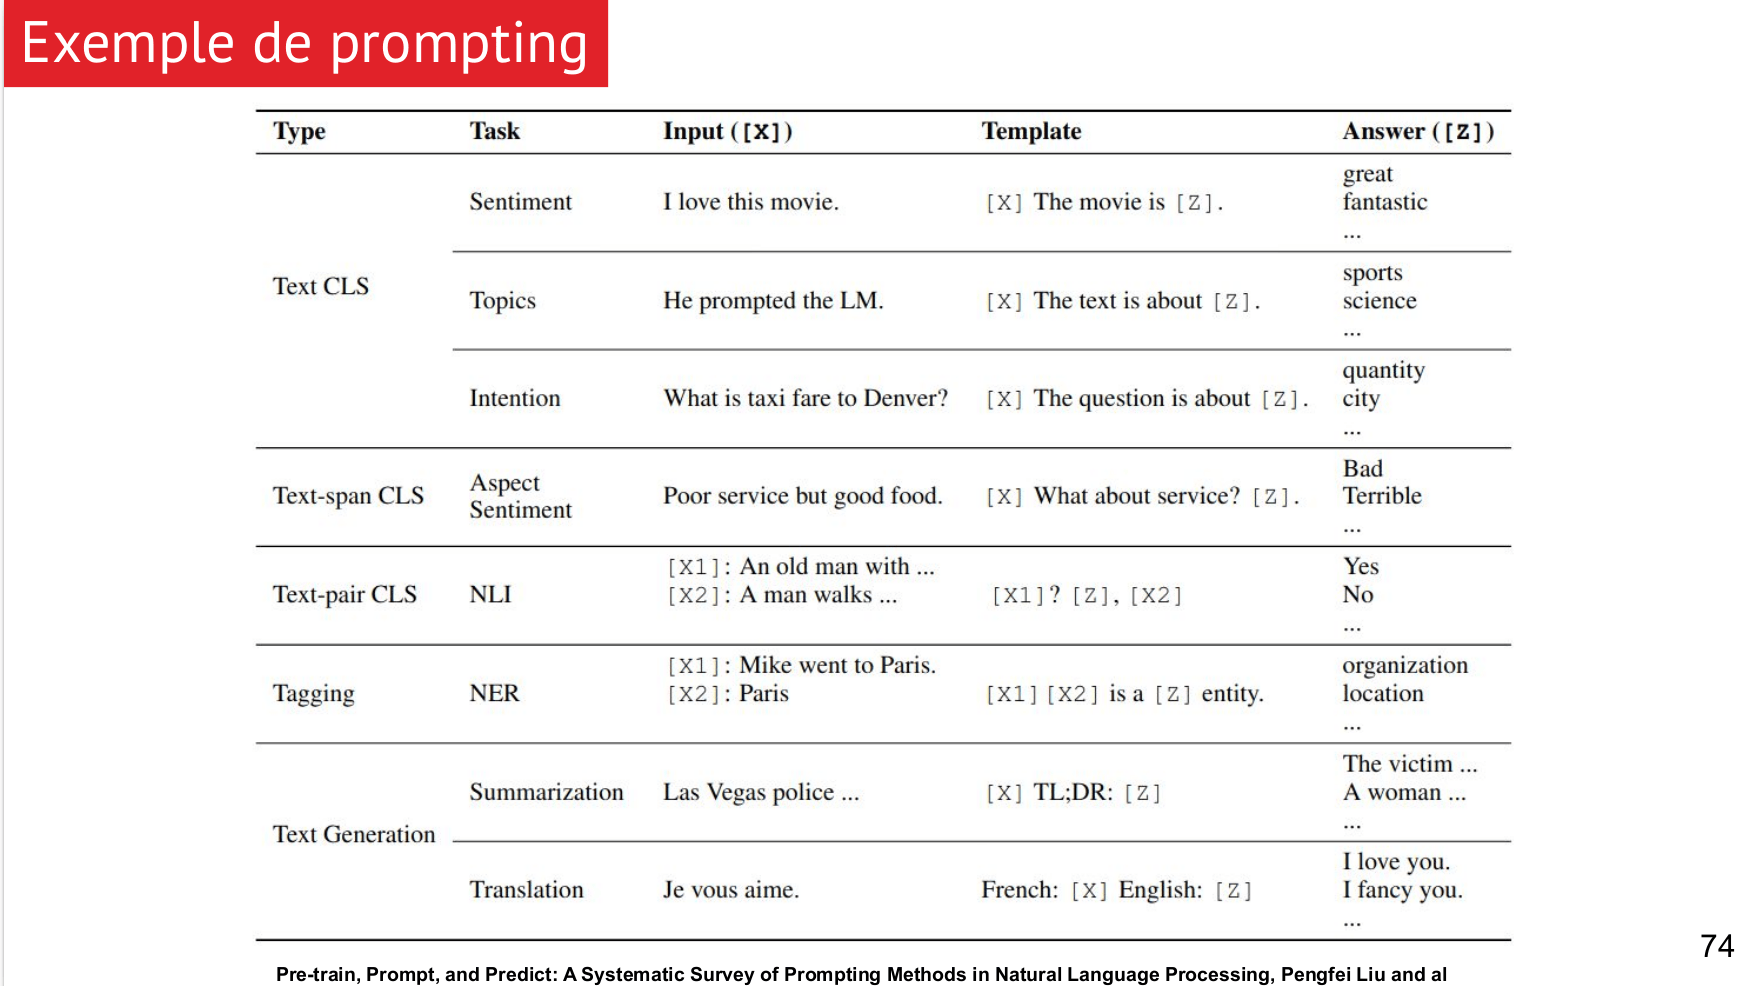 Exemple de prompting
Type Task Input ([X]) Template Answer ([Z])
Text CLS
Sentiment I love this movie. [X] The movie is [Z]. great
fantastic
...
Topics He prompted the LM. [X] The text is about [Z]. sports
science
...
Intention What is taxi fare to Denver? [X] The question is about [Z]. quantity
city
...
Text-span CLS Aspect
Sentiment Poor service but good food. [X] What about service? [Z]. Bad
Terrible
...
Text-pair CLS NLI [X1]: An old man with ...
[X2]: A man walks ... [X1]? [Z], [X2] Yes
No
...
Tagging NER [X1]: Mike went to Paris.
[X2]: Paris [X1] [X2] is a [Z] entity. organization
location
...
Text Generation
Summarization Las Vegas police ... [X] TL;DR: [Z] The victim ...
A woman ...
...
Translation Je vous aime. French: [X] English: [Z] I love you.
I fancy you.
...
74
Pre-train, Prompt, and Predict: A Systematic Survey of Prompting Methods in Natural Language Processing, Pengfei Liu and al